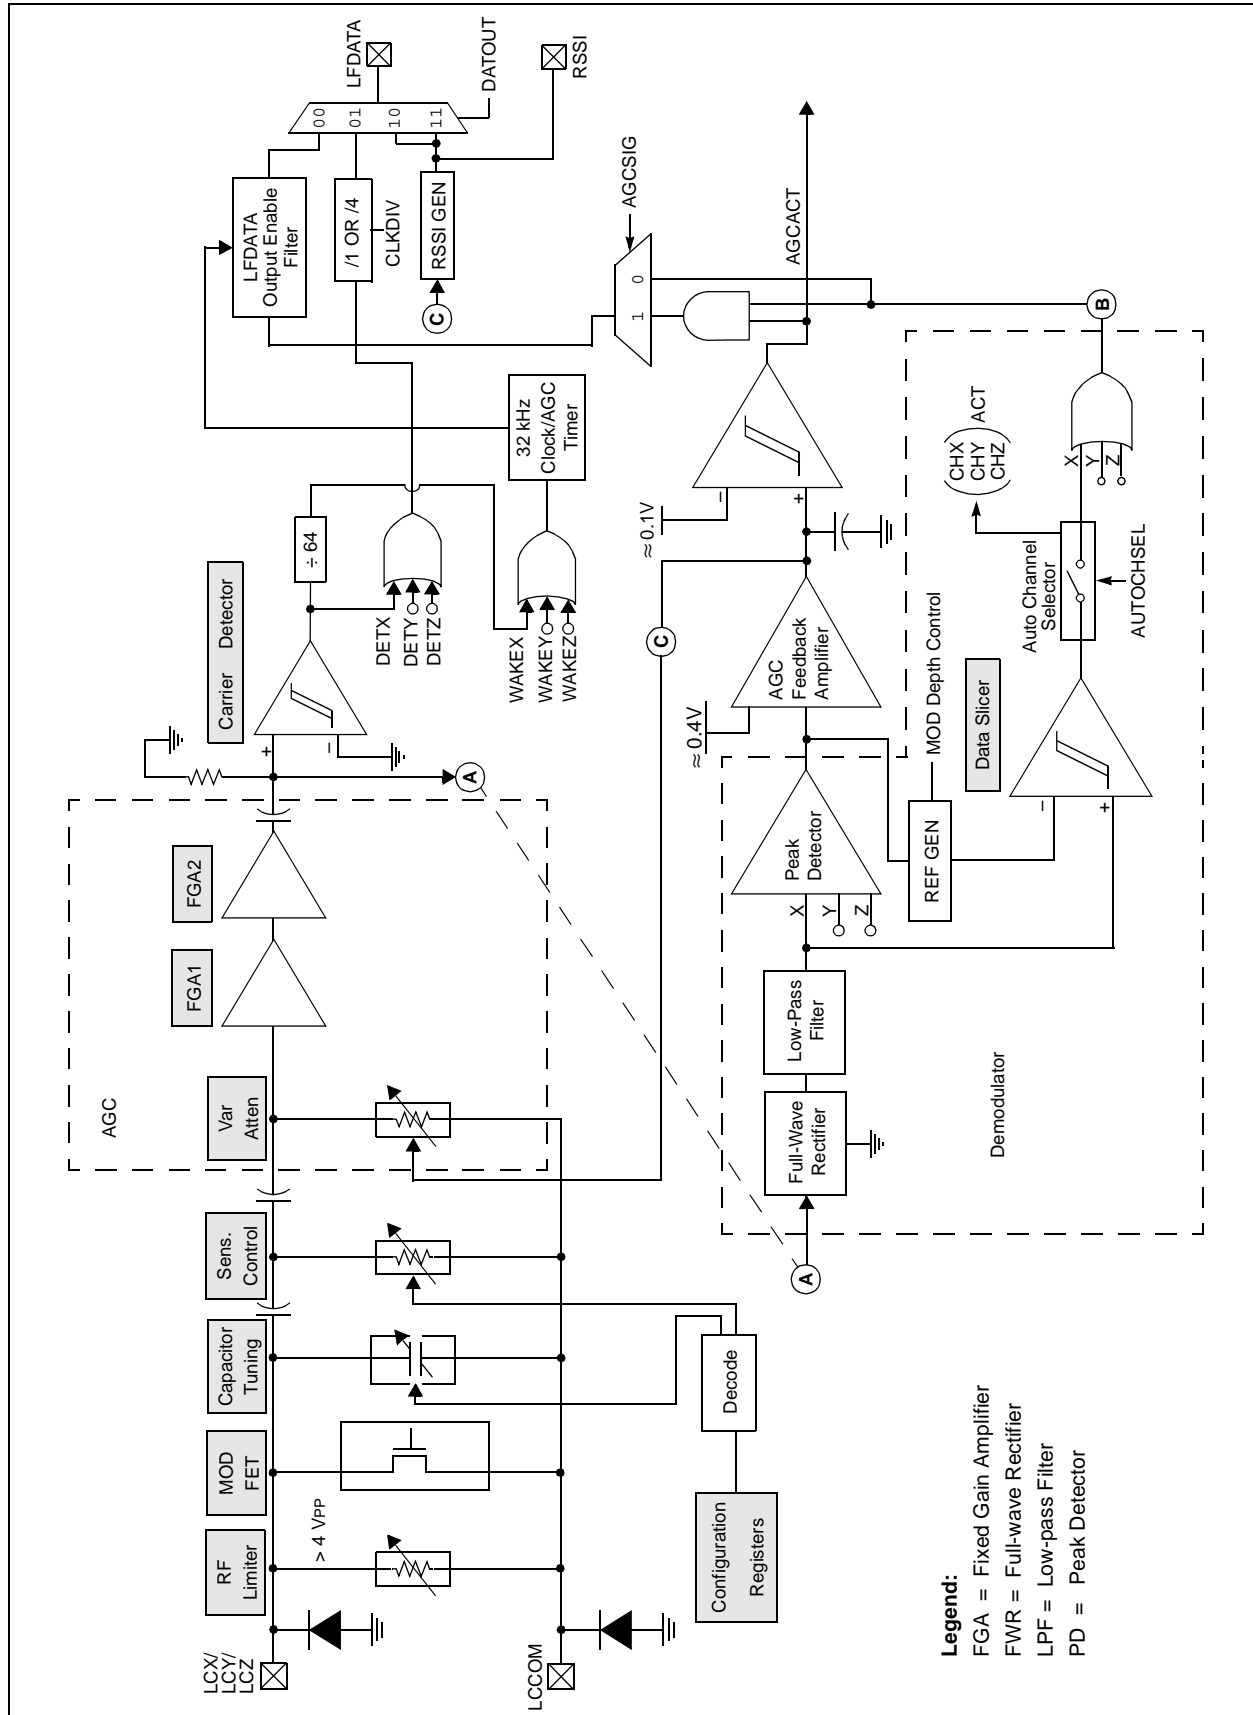 LCX/
LCY/
LCZ
LCCOM
RF
Limiter
> 4 VPP
MOD
FET
Capacitor
Tuning
Sens.
Control
Var
Atten
AGC
FGA1
FGA2
+
–
A
Carrier Detector
÷ 64
DETX
DETY
DETZ
WAKEX
WAKEY
WAKEZ
32 kHz
Clock/AGC
Timer
LFDATA
Output Enable
Filter
/1 OR /4
CLKDIV
RSSI GEN
C
00
01
10
11
LFDATA
DATOUT
RSSI
Configuration
Registers
Decode
A
Full-Wave
Rectifier
Low-Pass
Filter
X
Y
Z
Peak
Detector
≈ 0.4V
AGC
Feedback
Amplifier
C
≈ 0.1V
–
+
1
0
AGCSIG
AGCACT
REF GEN
MOD Depth Control
Data Slicer
–
+
Auto Channel
Selector
AUTOCHSEL
CHX
CHY
CHZ
ACT
X
Y
Z
B
Demodulator
Legend:
FGA = Fixed Gain Amplifier
FWR = Full-wave Rectifier
LPF = Low-pass Filter
PD = Peak Detector